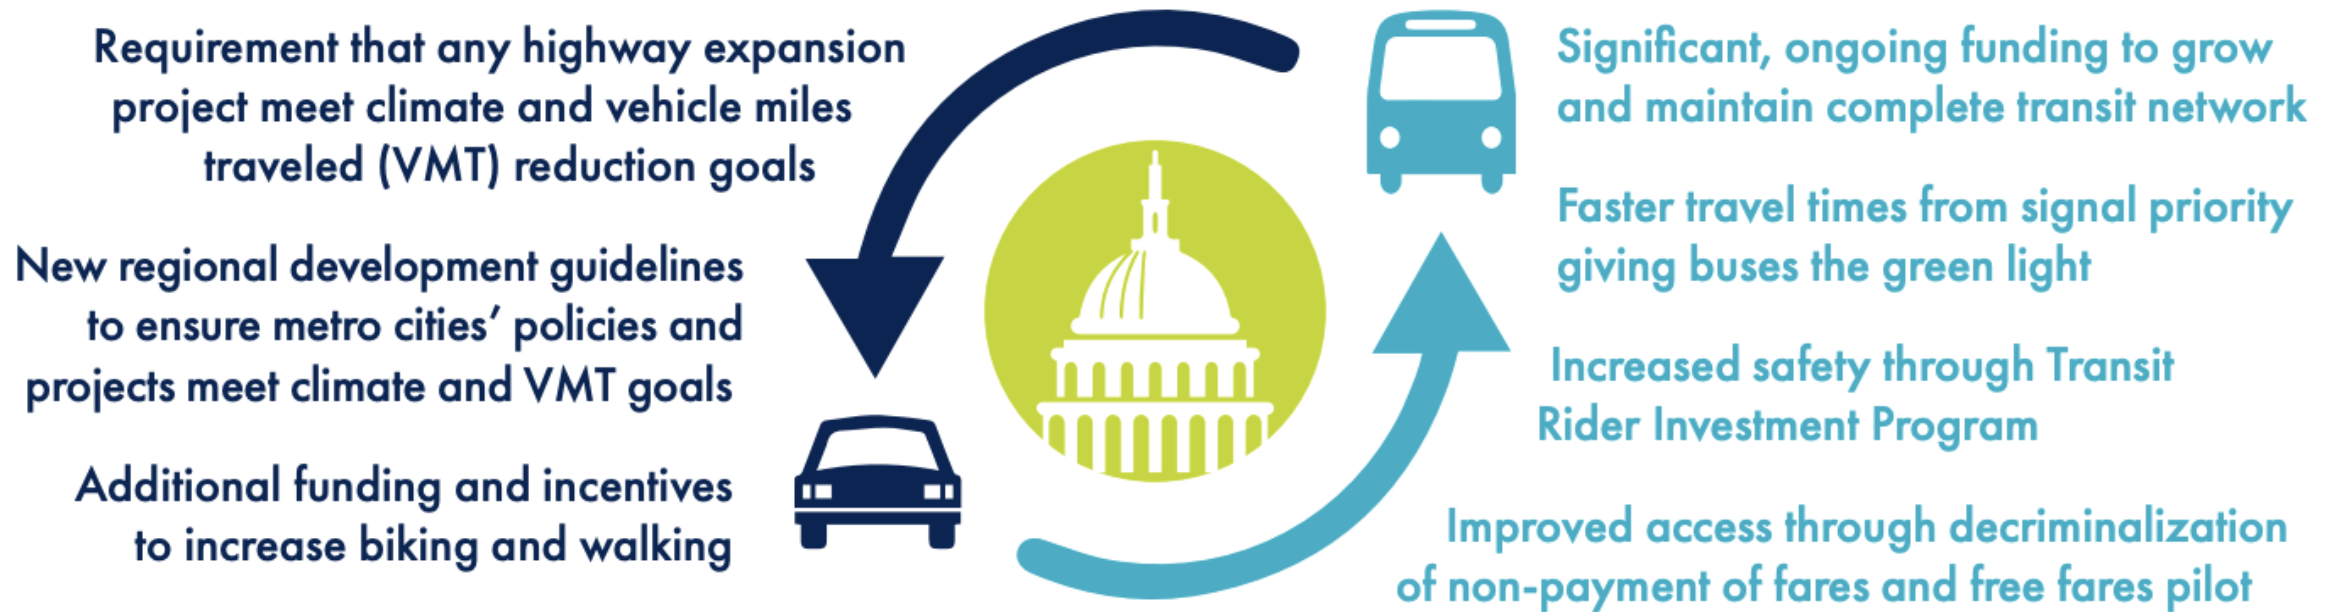 Requirement that any highway expansion
project meet climate and vehicle miles
traveled (VMT) reduction goals
New regional development guidelines
to ensure metro cities’ policies and
projects meet climate and VMT goals
Additional funding and incentives
to increase biking and walking
Significant, ongoing funding to grow
and maintain complete transit network
Faster travel times from signal priority
giving buses the green light
Increased safety through Transit
Rider Investment Program
Improved access through decriminalization
of non-payment of fares and free fares pilot